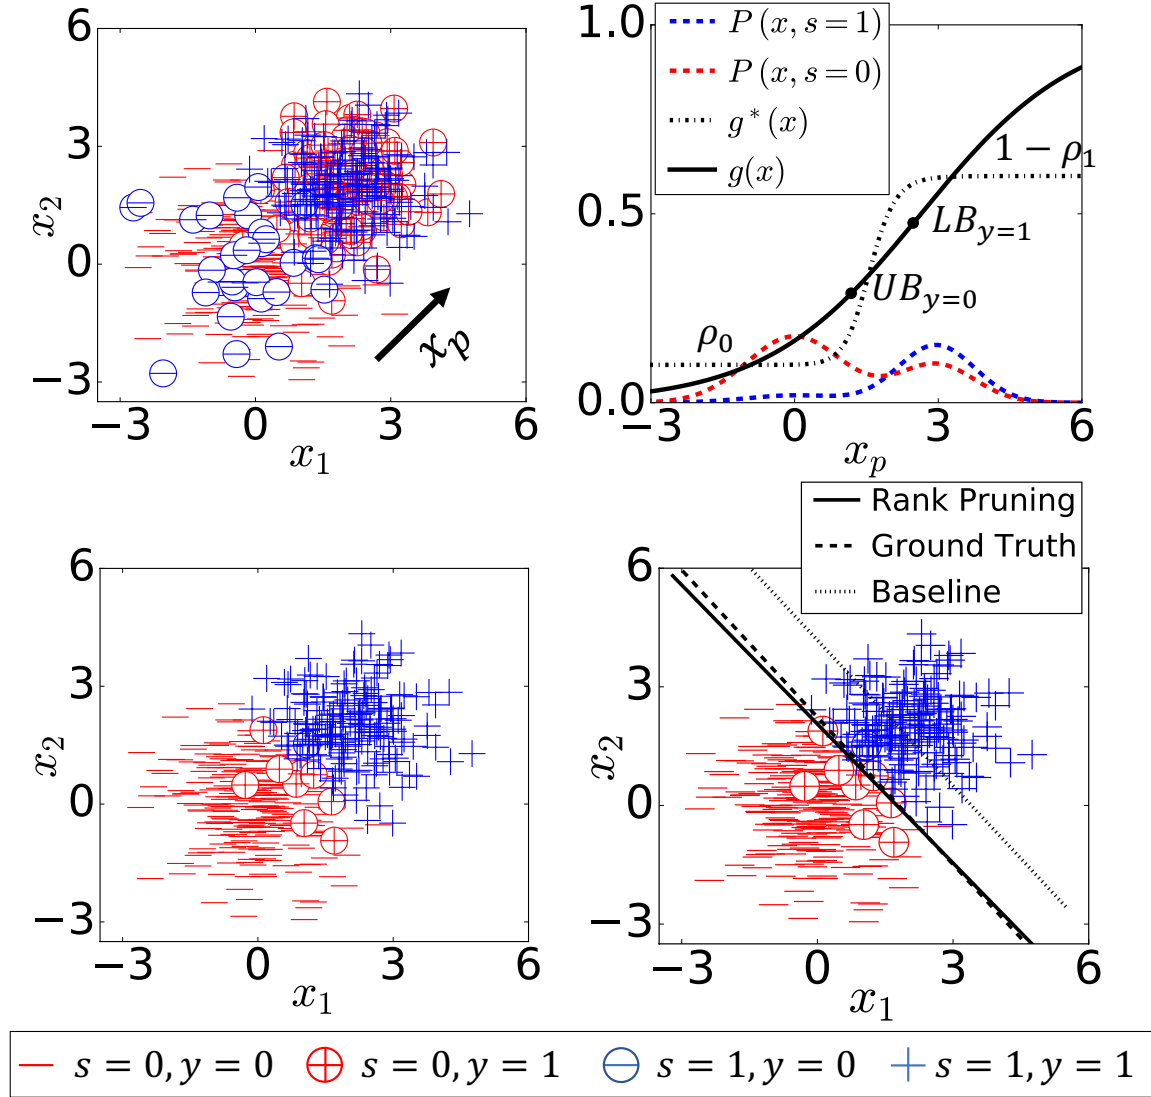 6
3
0
−3
x₂
−3 0 3 6
x₁
xₚ
1.0
0.5
0.0
P(x, s=1)
P(x, s=0)
g*(x)
g(x)
1 − ρ₁
LB_{y=1}
UB_{y=0}
ρ₀
−3 0 3 6
xₚ
6
3
0
−3
x₂
−3 0 3 6
x₁
Rank Pruning
Ground Truth
Baseline
6
3
0
−3
x₂
−3 0 3 6
x₁
s = 0, y = 0 s = 0, y = 1 s = 1, y = 0 s = 1, y = 1